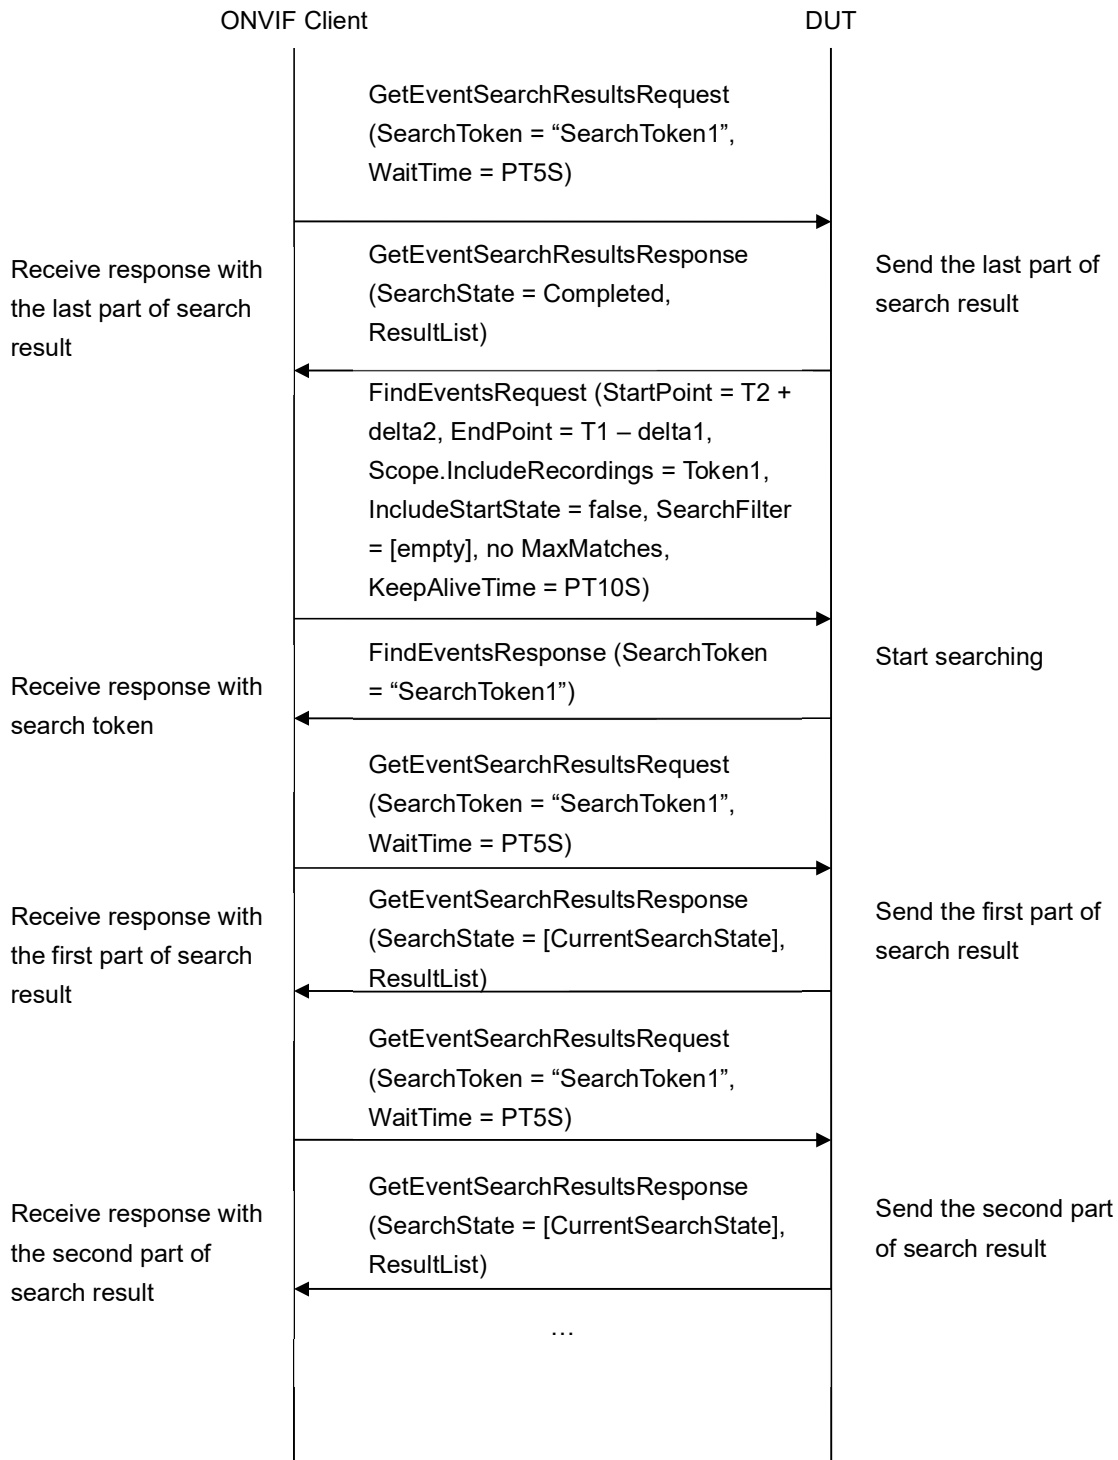 ONVIF Client
DUT
GetEventSearchResultsRequest
(SearchToken = “SearchToken1”,
WaitTime = PT5S)
Receive response with
the last part of search
result
GetEventSearchResultsResponse
(SearchState = Completed,
ResultList)
Send the last part of
search result
FindEventsRequest (StartPoint = T2 +
delta2, EndPoint = T1 – delta1,
Scope.IncludeRecordings = Token1,
IncludeStartState = false, SearchFilter
= [empty], no MaxMatches,
KeepAliveTime = PT10S)
Receive response with
search token
FindEventsResponse (SearchToken
= “SearchToken1”)
Start searching
GetEventSearchResultsRequest
(SearchToken = “SearchToken1”,
WaitTime = PT5S)
Receive response with
the first part of search
result
GetEventSearchResultsResponse
(SearchState = [CurrentSearchState],
ResultList)
Send the first part of
search result
GetEventSearchResultsRequest
(SearchToken = “SearchToken1”,
WaitTime = PT5S)
Receive response with
the second part of
search result
GetEventSearchResultsResponse
(SearchState = [CurrentSearchState],
ResultList)
Send the second part
of search result
…